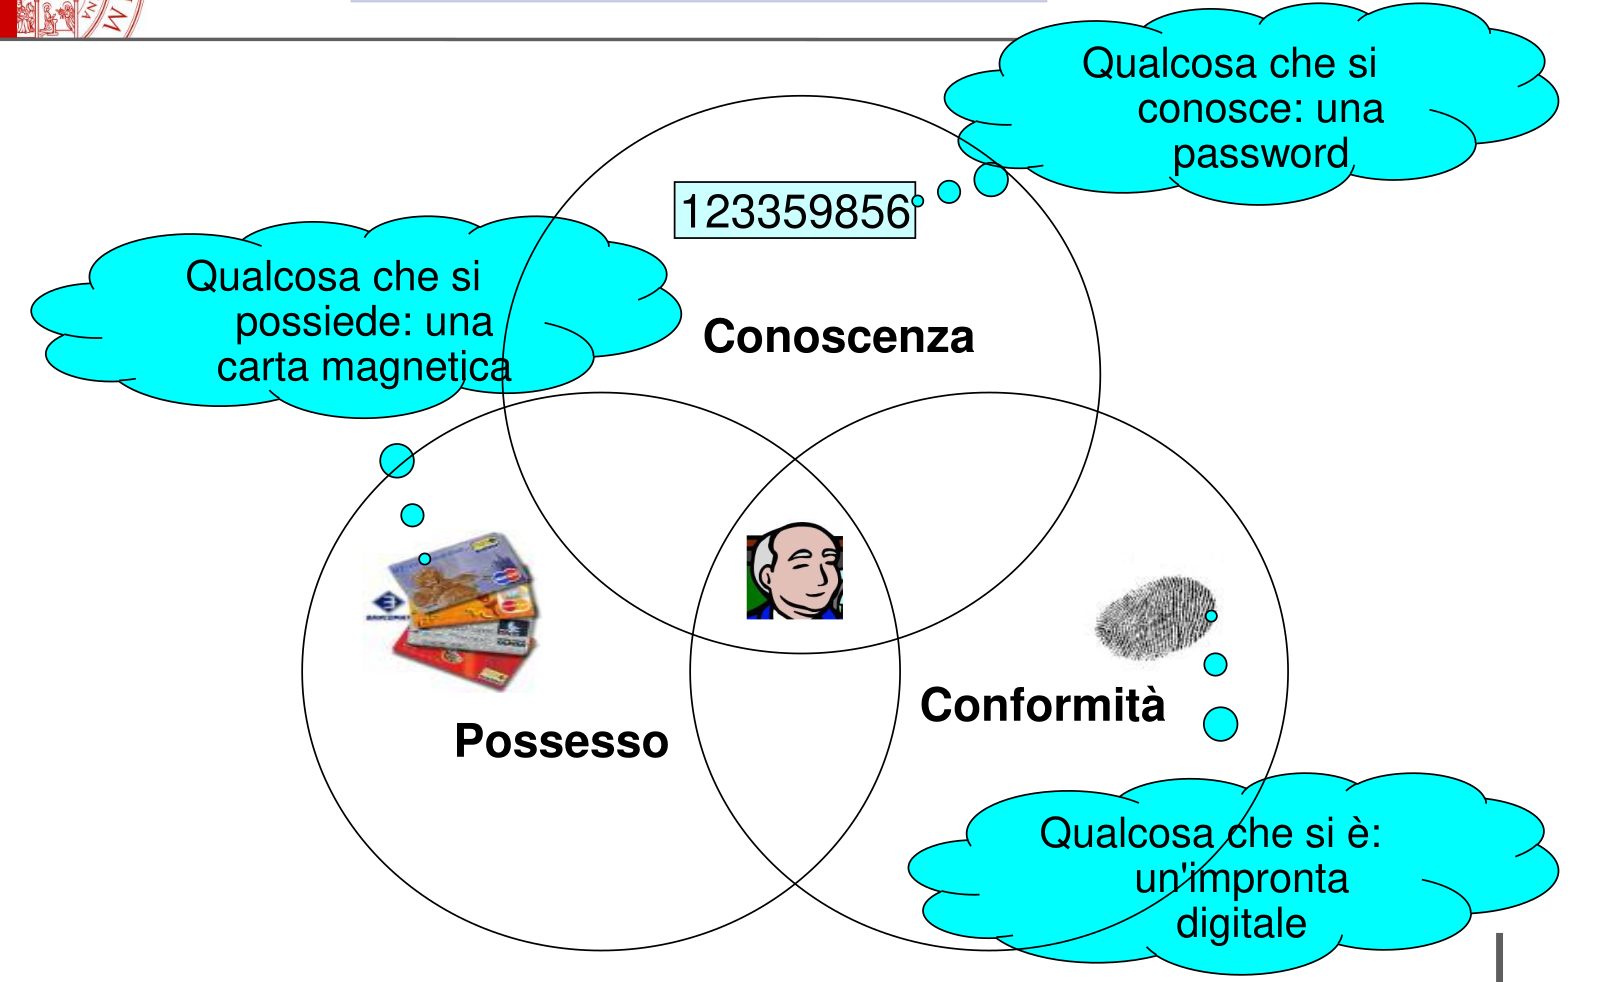 Qualcosa che si
conosce: una
password
123359856
Qualcosa che si
possiede: una
carta magnetica
Conoscenza
Possesso
Conformità
Qualcosa che si è:
un'impronta
digitale